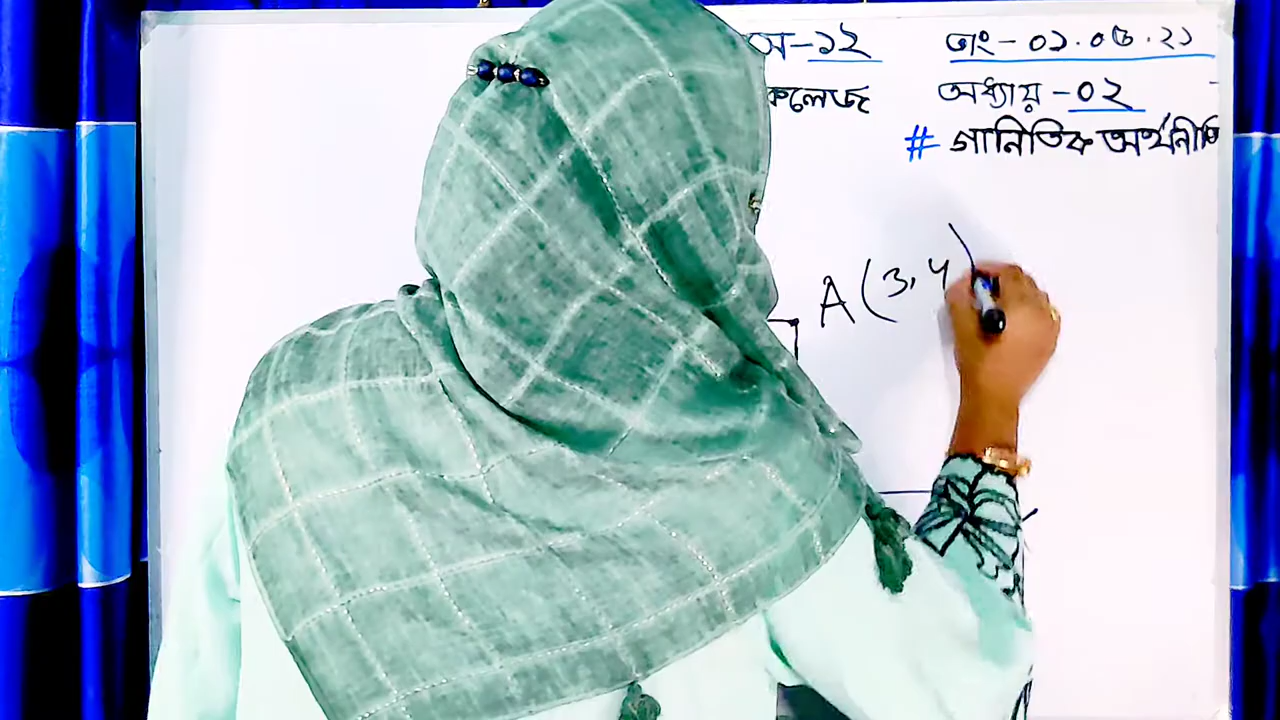 স-১২ তাং-০১.০৬.২১
কলেজ অধ্যায়-০২
# গানিতিক অর্থনীতি
A (3, 4)